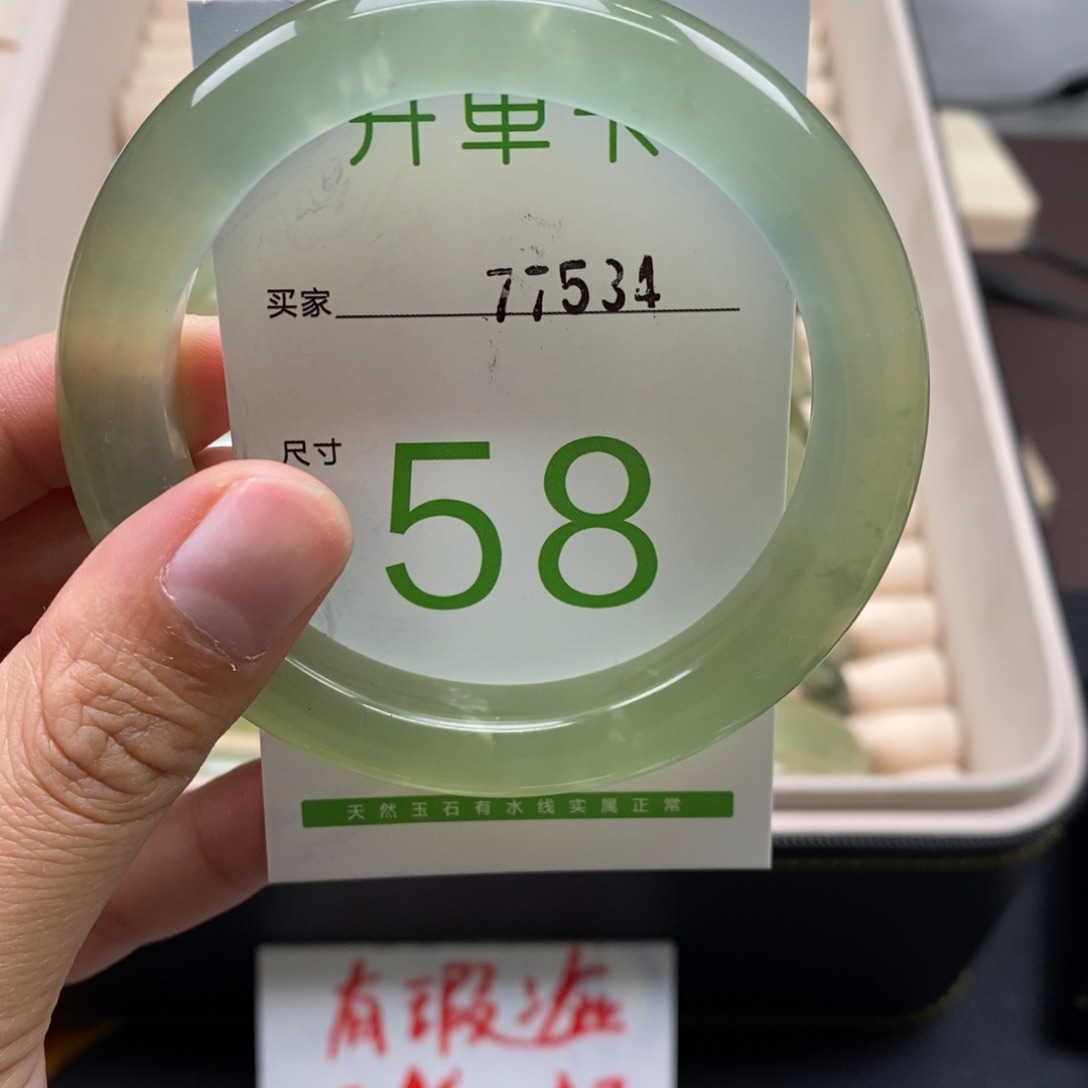 开单卡
买家 77534
尺寸 58
天然玉石有水线实属正常
有瑕疵